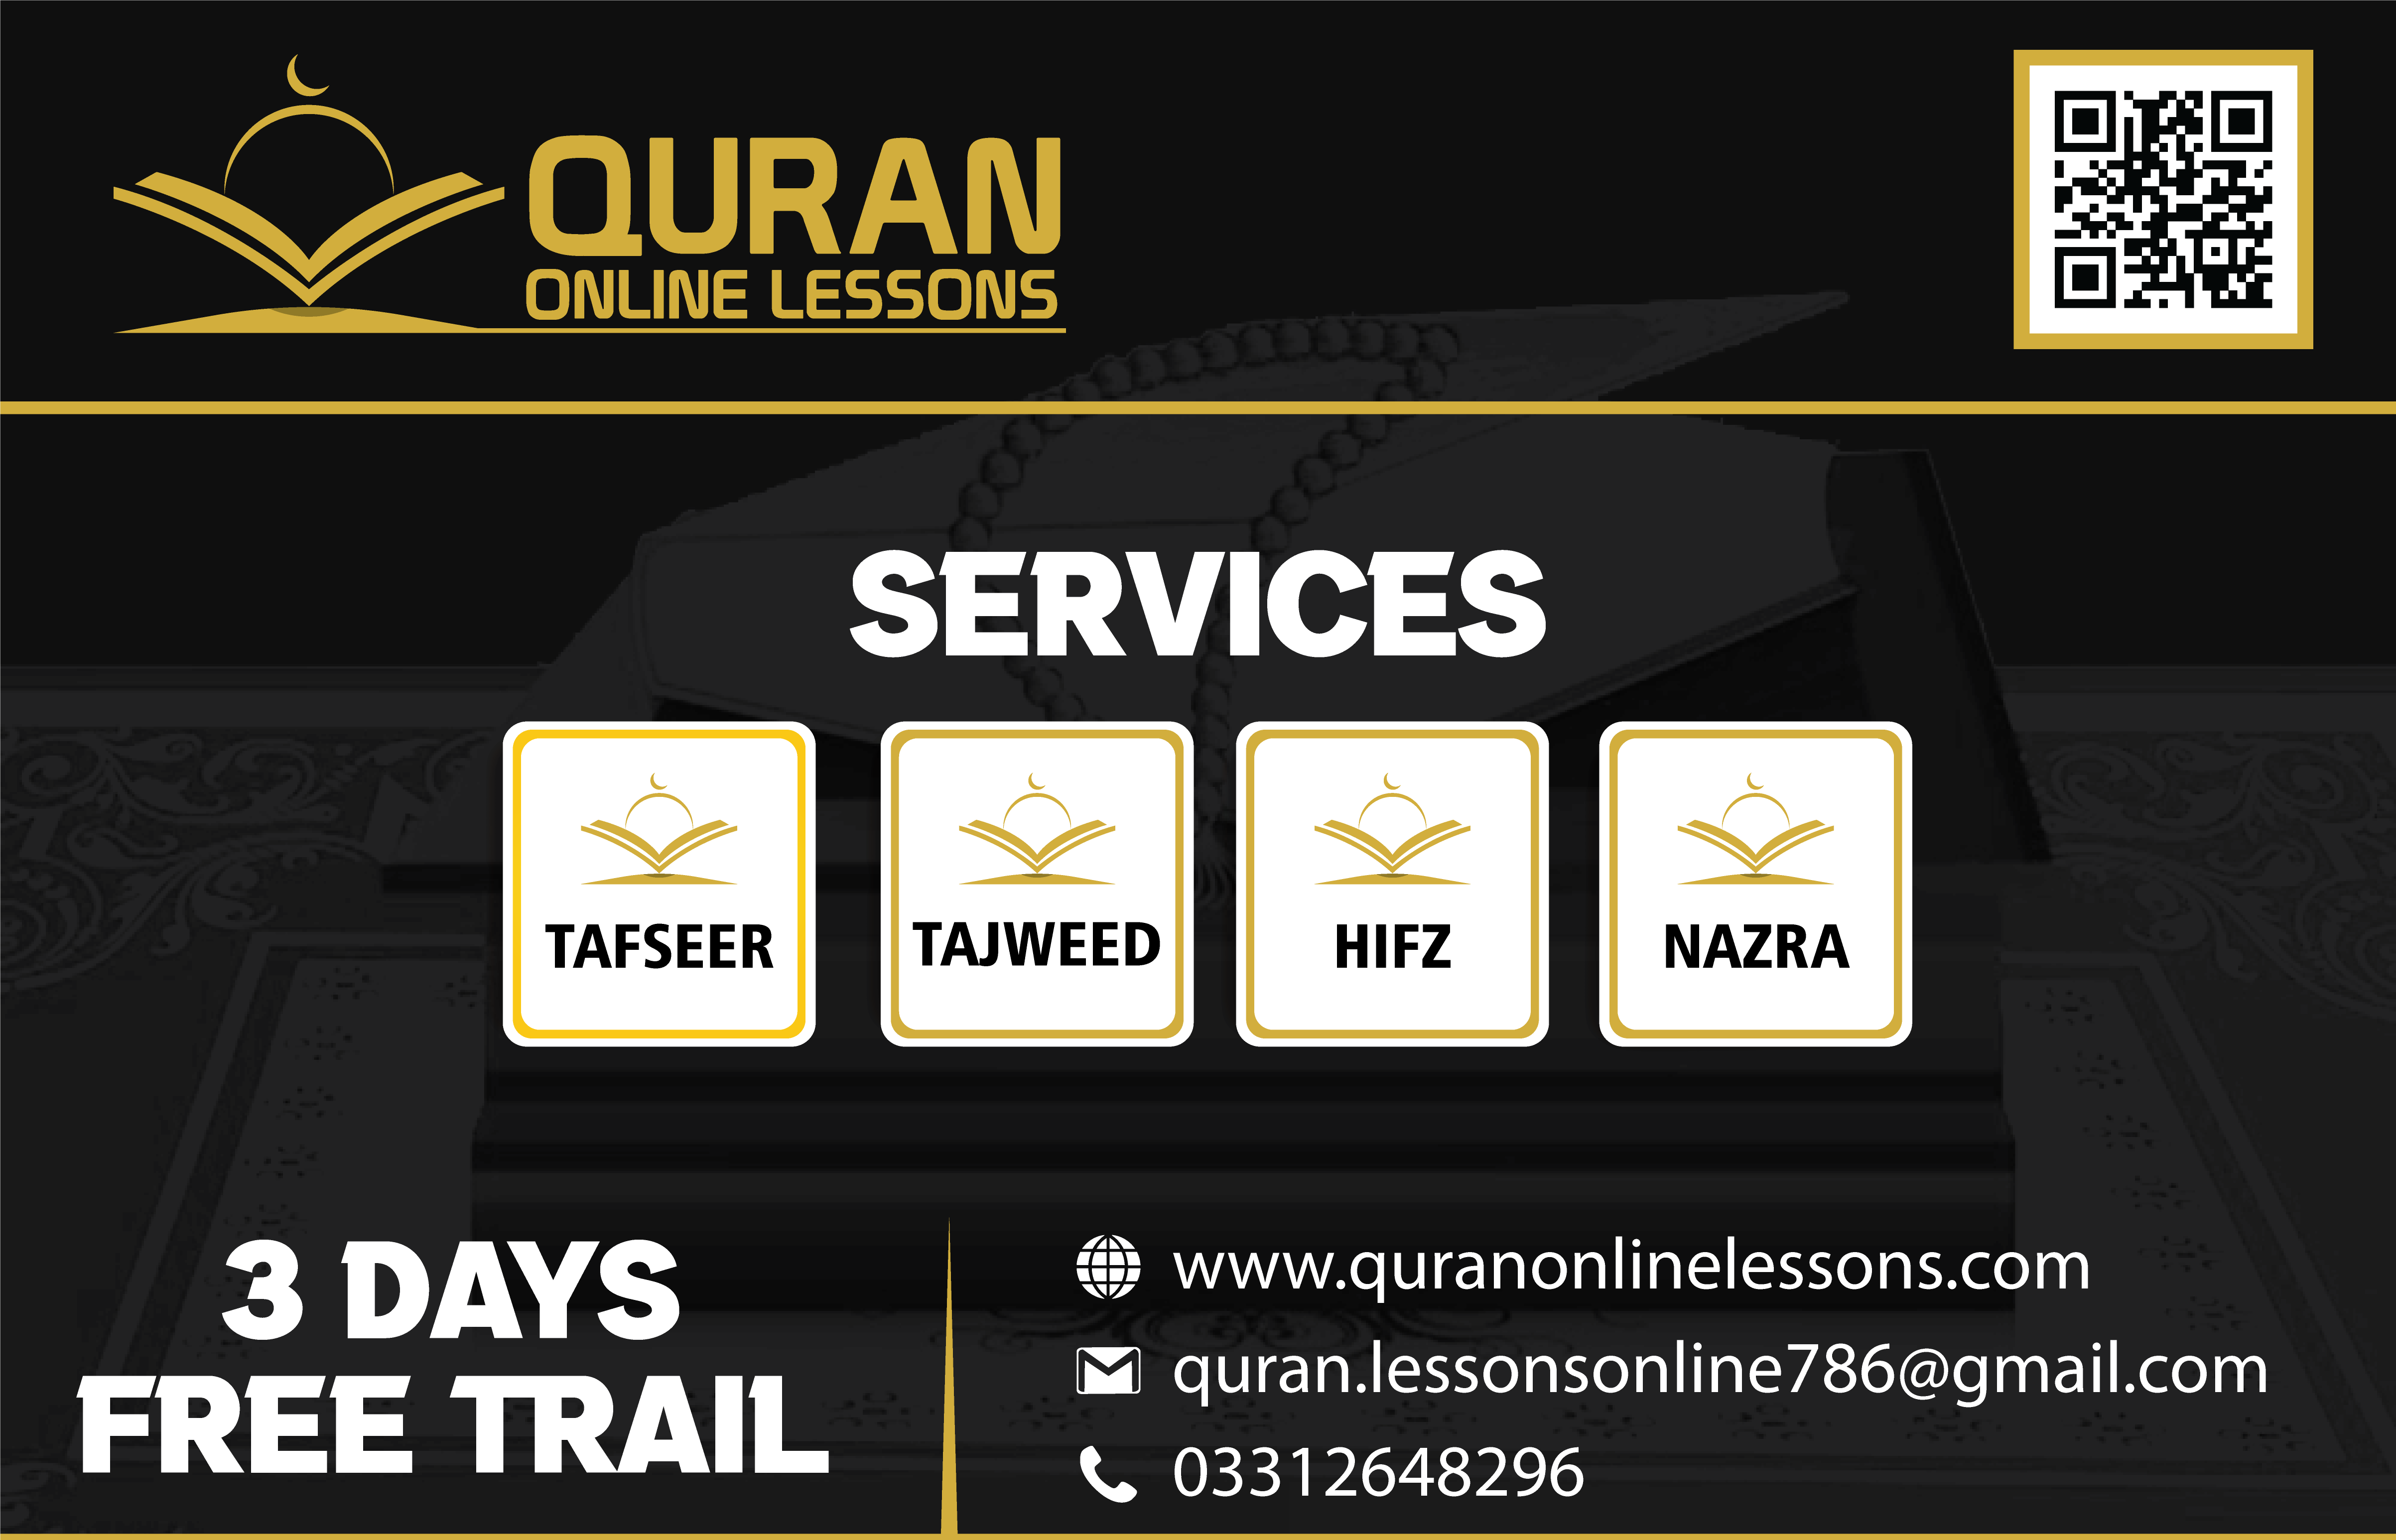 QURAN
ONLINE LESSONS
SERVICES
TAFSEER
TAJWEED
HIFZ
NAZRA
3 DAYS
FREE TRAIL
www.quranonlinelessons.com
quran.lessonsonline786@gmail.com
03312648296